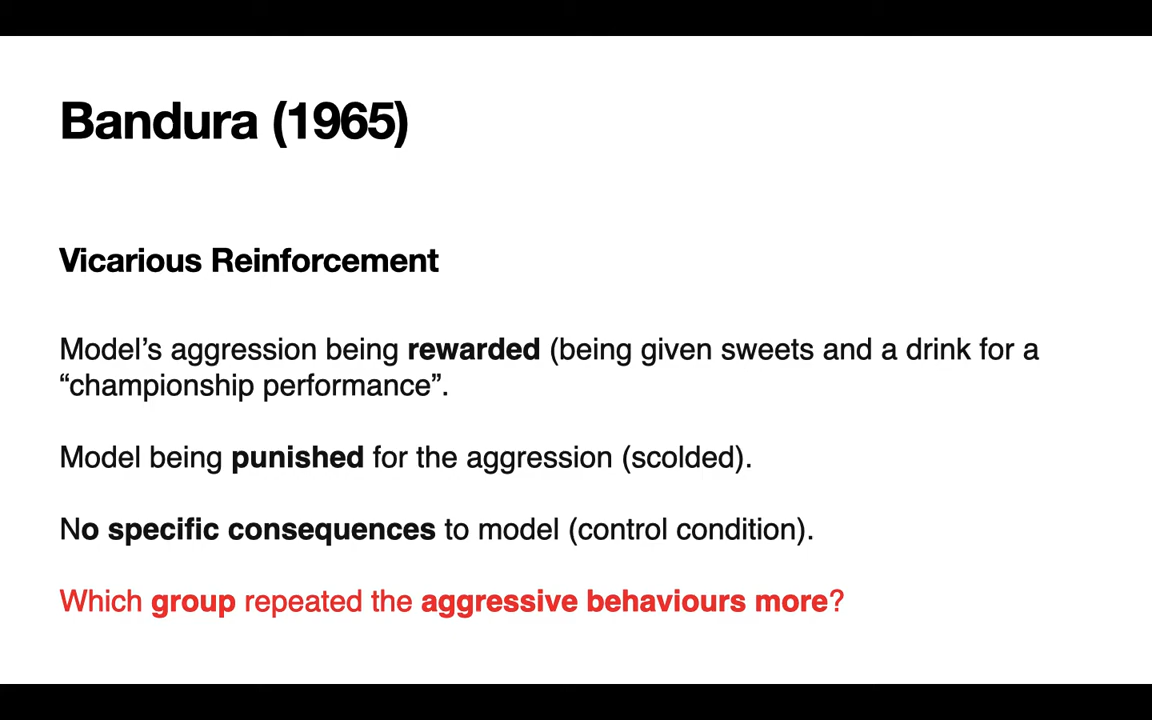 Bandura (1965)
Vicarious Reinforcement
Model’s aggression being rewarded (being given sweets and a drink for a
“championship performance”.
Model being punished for the aggression (scolded).
No specific consequences to model (control condition).
Which group repeated the aggressive behaviours more?